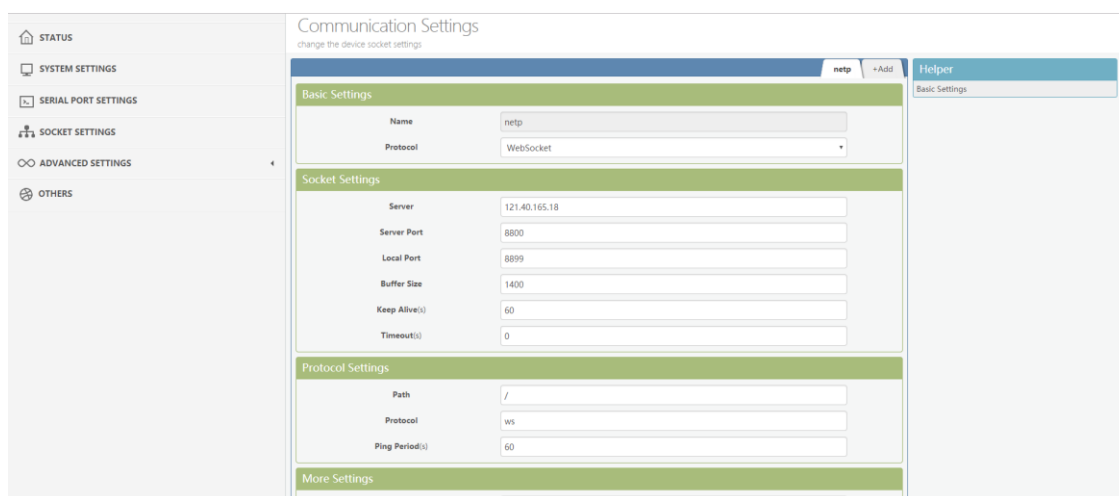 STATUS
SYSTEM SETTINGS
SERIAL PORT SETTINGS
SOCKET SETTINGS
ADVANCED SETTINGS
OTHERS
Communication Settings
change the device socket settings
netp +Add
Basic Settings
Name netp
Protocol WebSocket
Socket Settings
Server 121.40.165.18
Server Port 8800
Local Port 8899
Buffer Size 1400
Keep Alive(s) 60
Timeout(s) 0
Protocol Settings
Path /
Protocol ws
Ping Period(s) 60
More Settings
Helper
Basic Settings